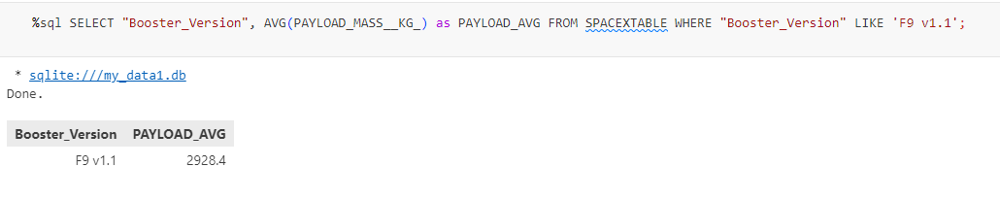 %sql SELECT "Booster_Version", AVG(PAYLOAD_MASS__KG_) as PAYLOAD_AVG FROM SPACEXTABLE WHERE "Booster_Version" LIKE 'F9 v1.1';
* sqlite:///my_data1.db
Done.
Booster_Version PAYLOAD_AVG
F9 v1.1 2928.4